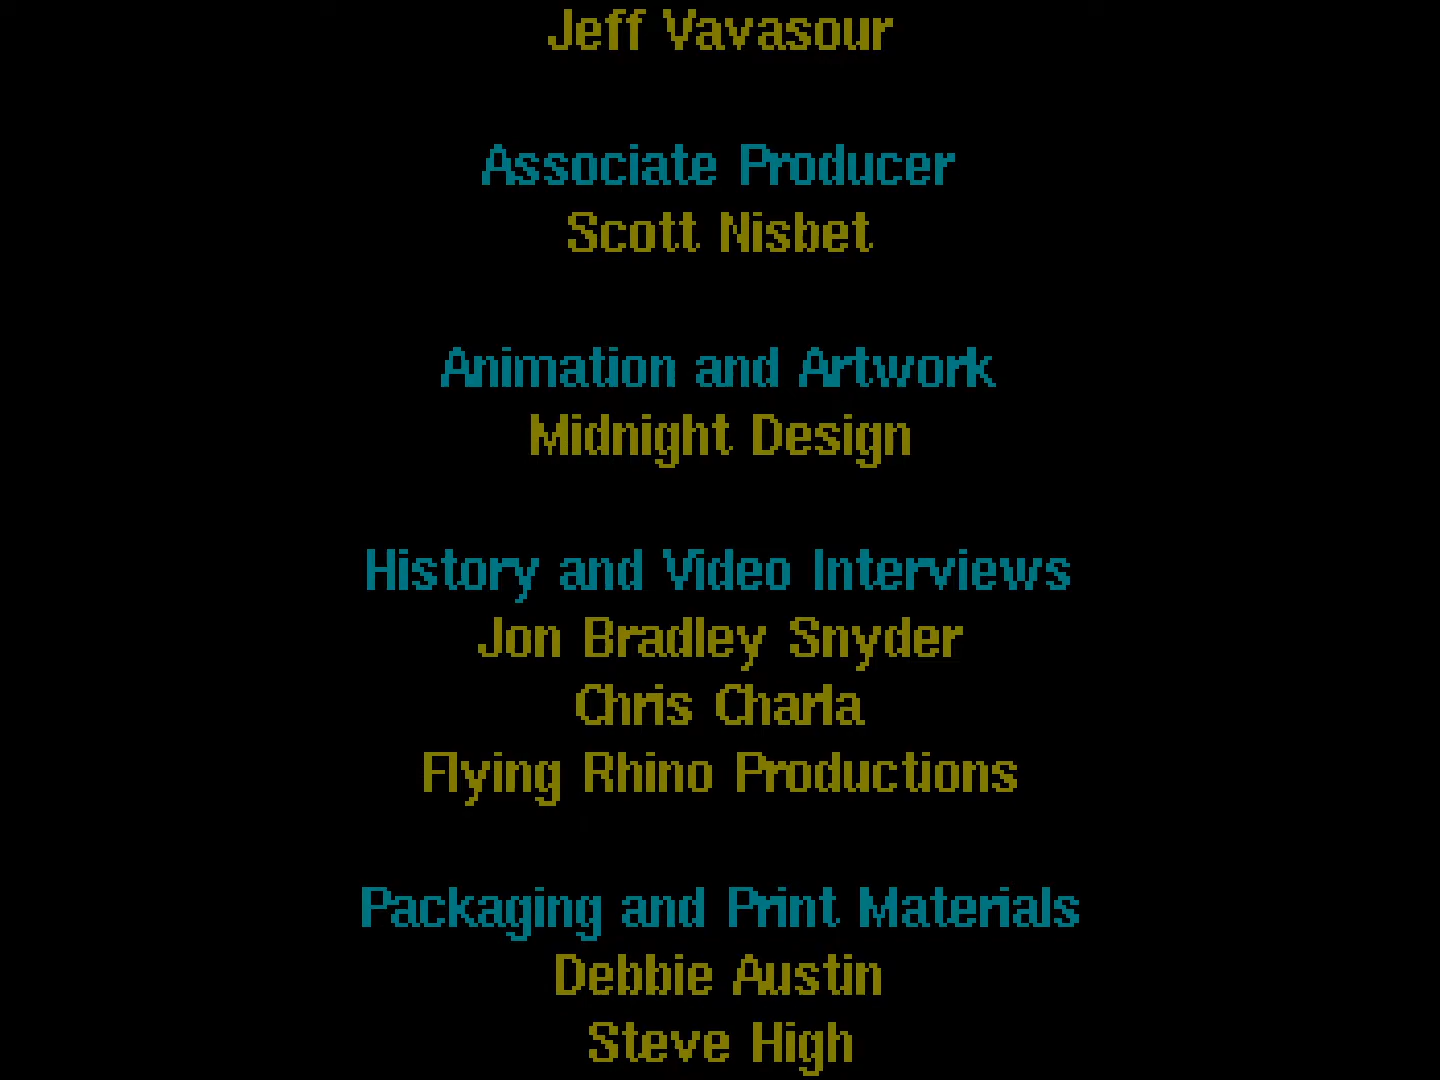 Jeff Vavasour
Associate Producer
Scott Nisbet
Animation and Artwork
Midnight Design
History and Video Interviews
Jon Bradley Snyder
Chris Charla
Flying Rhino Productions
Packaging and Print Materials
Debbie Austin
Steve High